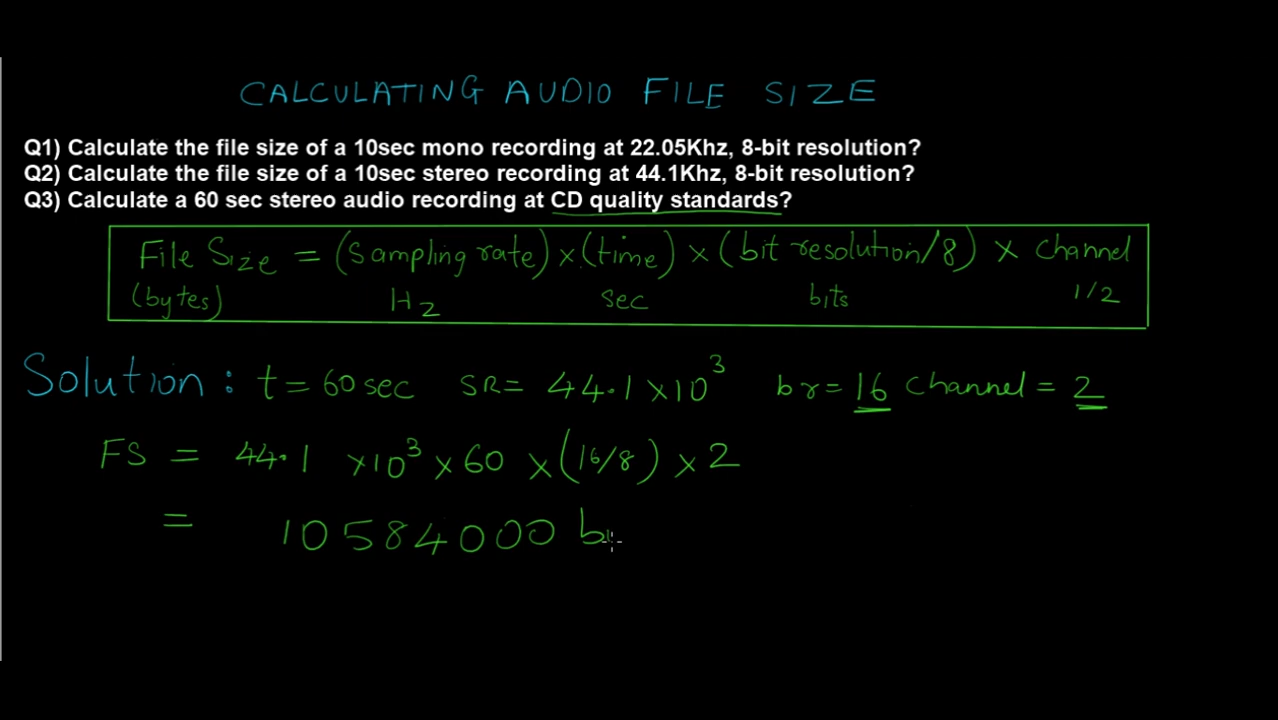 CALCULATING AUDIO FILE SIZE
Q1) Calculate the file size of a 10sec mono recording at 22.05Khz, 8-bit resolution?
Q2) Calculate the file size of a 10sec stereo recording at 44.1Khz, 8-bit resolution?
Q3) Calculate a 60 sec stereo audio recording at CD quality standards?
File Size = (Sampling rate) × (time) × (bit resolution/8) × channel
(bytes) Hz sec bits 1/2
Solution : t = 60 sec SR= 44.1 ×10³ br= 16 channel = 2
FS = 44.1 ×10³ × 60 × (16/8) × 2
= 10584000 by